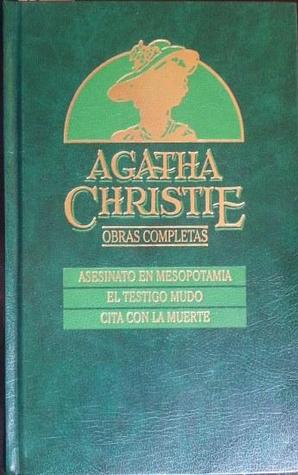 AGATHA
CHRISTIE
OBRAS COMPLETAS
ASESINATO EN MESOPOTAMIA
EL TESTIGO MUDO
CITA CON LA MUERTE